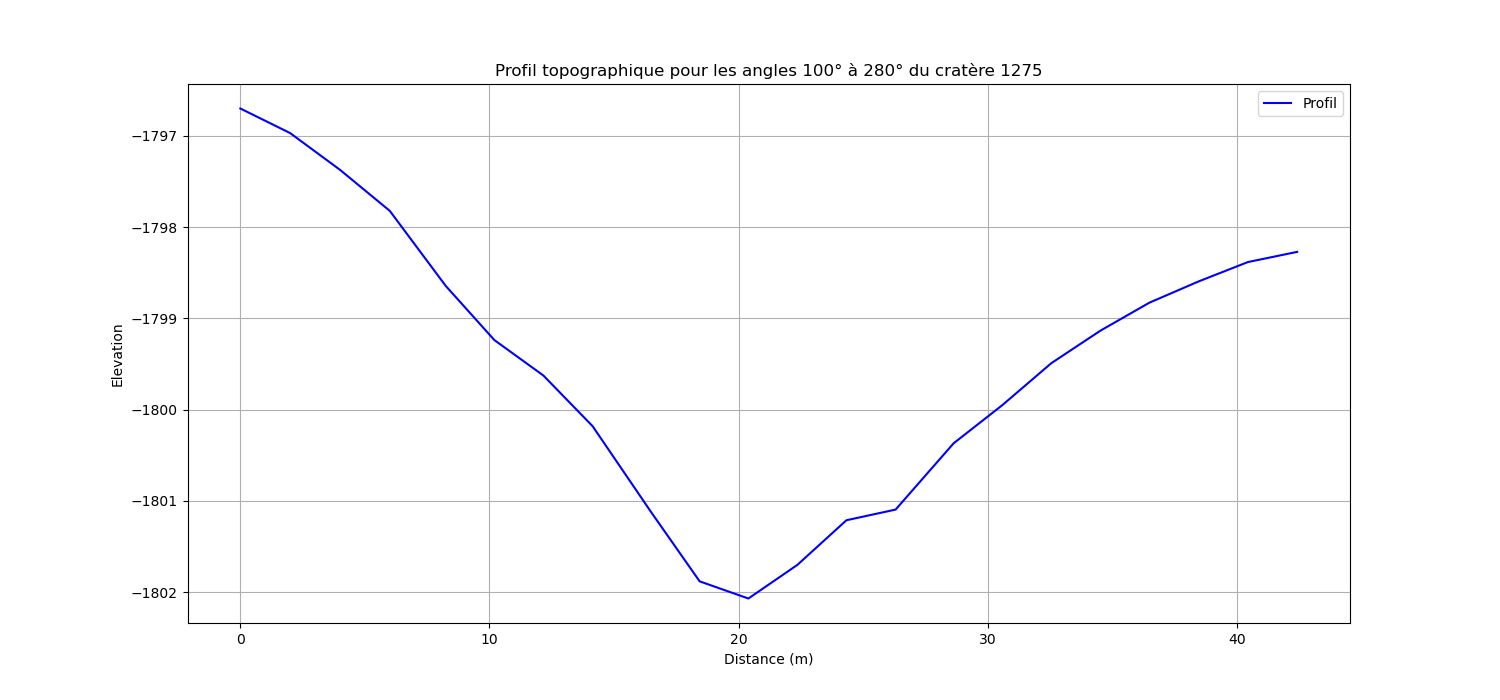 Profil topographique pour les angles 100° à 280° du cratère 1275
Profil
−1797
−1798
−1799
−1800
−1801
−1802
Elevation
0 10 20 30 40
Distance (m)